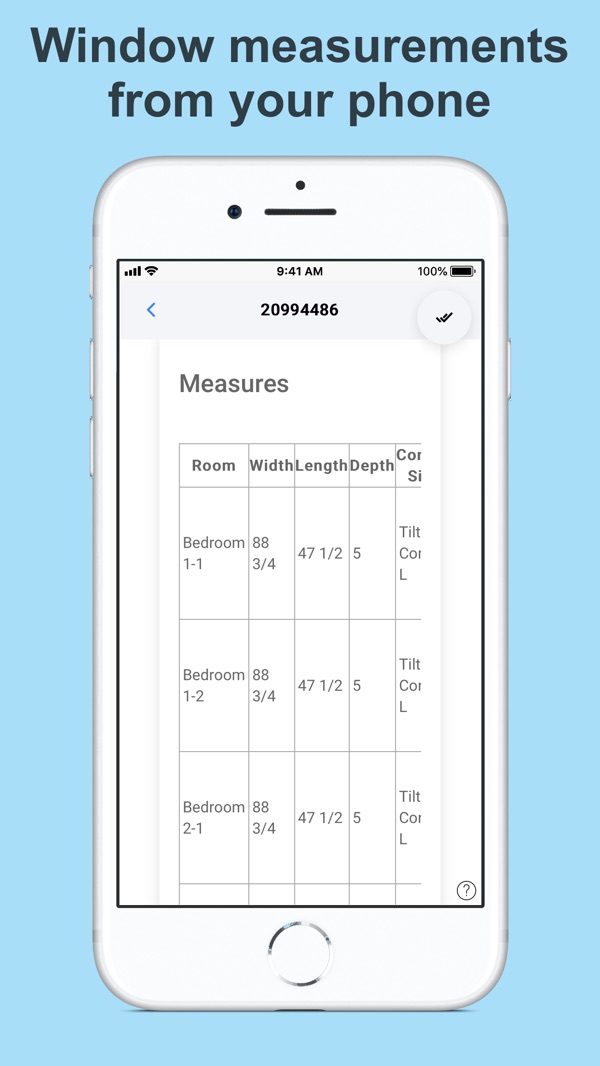 Window measurements
from your phone
9:41 AM
100%
20994486
Measures
Room Width Length Depth
Bedroom 1-1 88 3/4 47 1/2 5 Tilt L
Bedroom 1-2 88 3/4 47 1/2 5 Tilt L
Bedroom 2-1 88 3/4 47 1/2 5 Tilt L
?